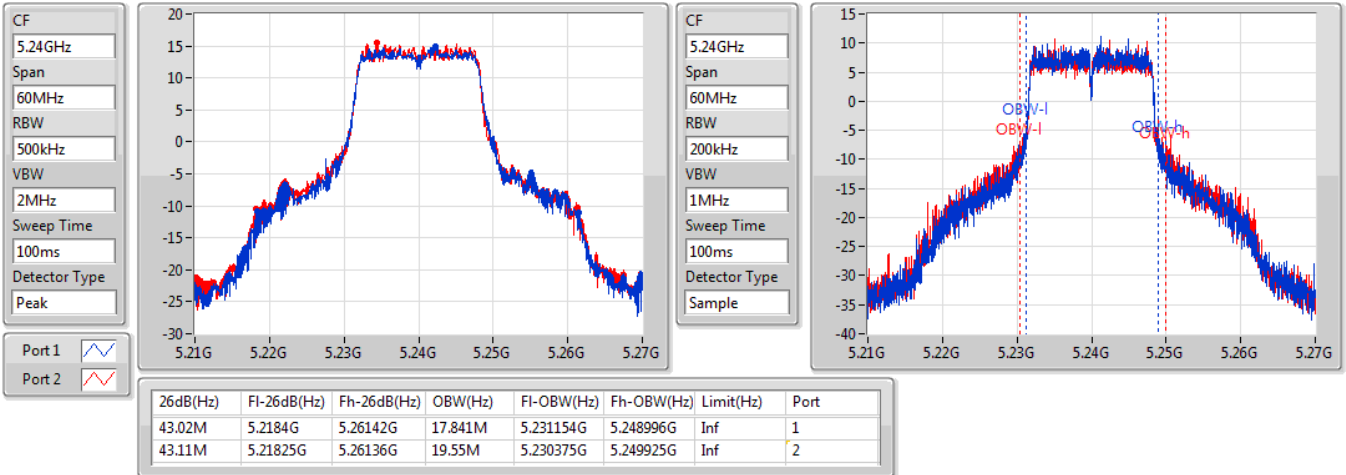 CF
5.24GHz
Span
60MHz
RBW
500kHz
VBW
2MHz
Sweep Time
100ms
Detector Type
Peak
Port 1
Port 2
20
15
10
5
0
-5
-10
-15
-20
-25
-30
5.21G 5.22G 5.23G 5.24G 5.25G 5.26G 5.27G
CF
5.24GHz
Span
60MHz
RBW
200kHz
VBW
1MHz
Sweep Time
100ms
Detector Type
Sample
15
10
5
0
-5
-10
-15
-20
-25
-30
-35
-40
OBW-l
OBW-l
OBW-h
OBW-h
5.21G 5.22G 5.23G 5.24G 5.25G 5.26G 5.27G
26dB(Hz) Fl-26dB(Hz) Fh-26dB(Hz) OBW(Hz) Fl-OBW(Hz) Fh-OBW(Hz) Limit(Hz) Port
43.02M 5.2184G 5.26142G 17.841M 5.231154G 5.248996G Inf 1
43.11M 5.21825G 5.26136G 19.55M 5.230375G 5.249925G Inf 2